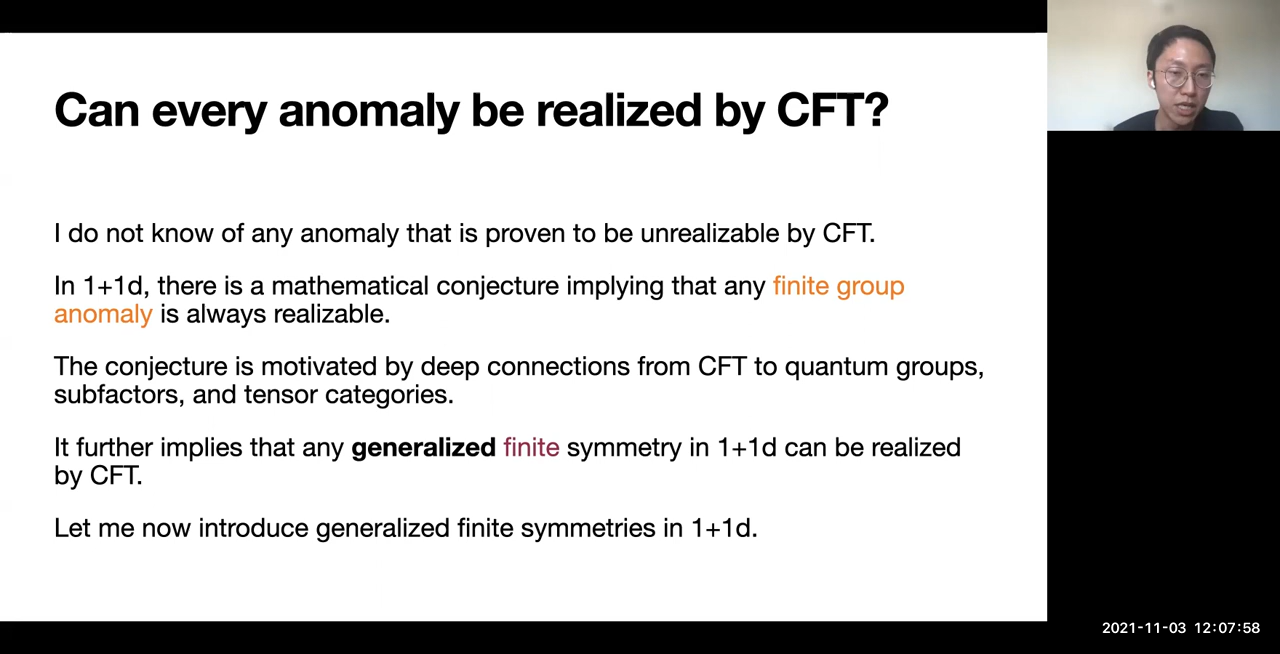 Can every anomaly be realized by CFT?
I do not know of any anomaly that is proven to be unrealizable by CFT.
In 1+1d, there is a mathematical conjecture implying that any finite group
anomaly is always realizable.
The conjecture is motivated by deep connections from CFT to quantum groups,
subfactors, and tensor categories.
It further implies that any generalized finite symmetry in 1+1d can be realized
by CFT.
Let me now introduce generalized finite symmetries in 1+1d.
2021-11-03 12:07:58